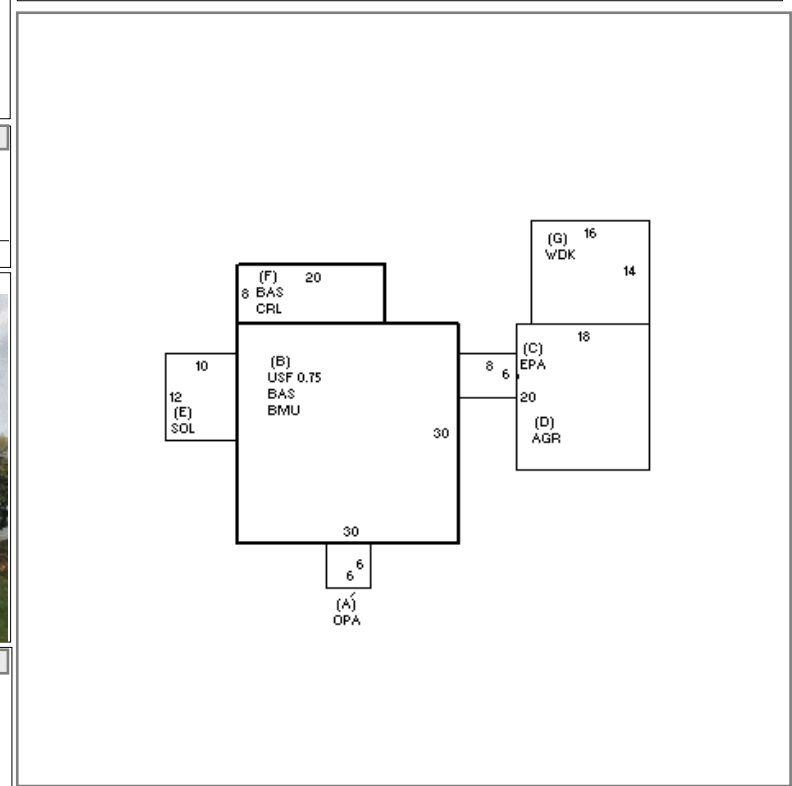 (G) 16
WDK
14
(F) 20
8 BAS
CRL
18
(C)
8 EPA
6
10
(B)
USF 0.75
BAS
BMU
12
(E)
SOL
20
(D)
AGR
30
30
6
6
(A)
OPA